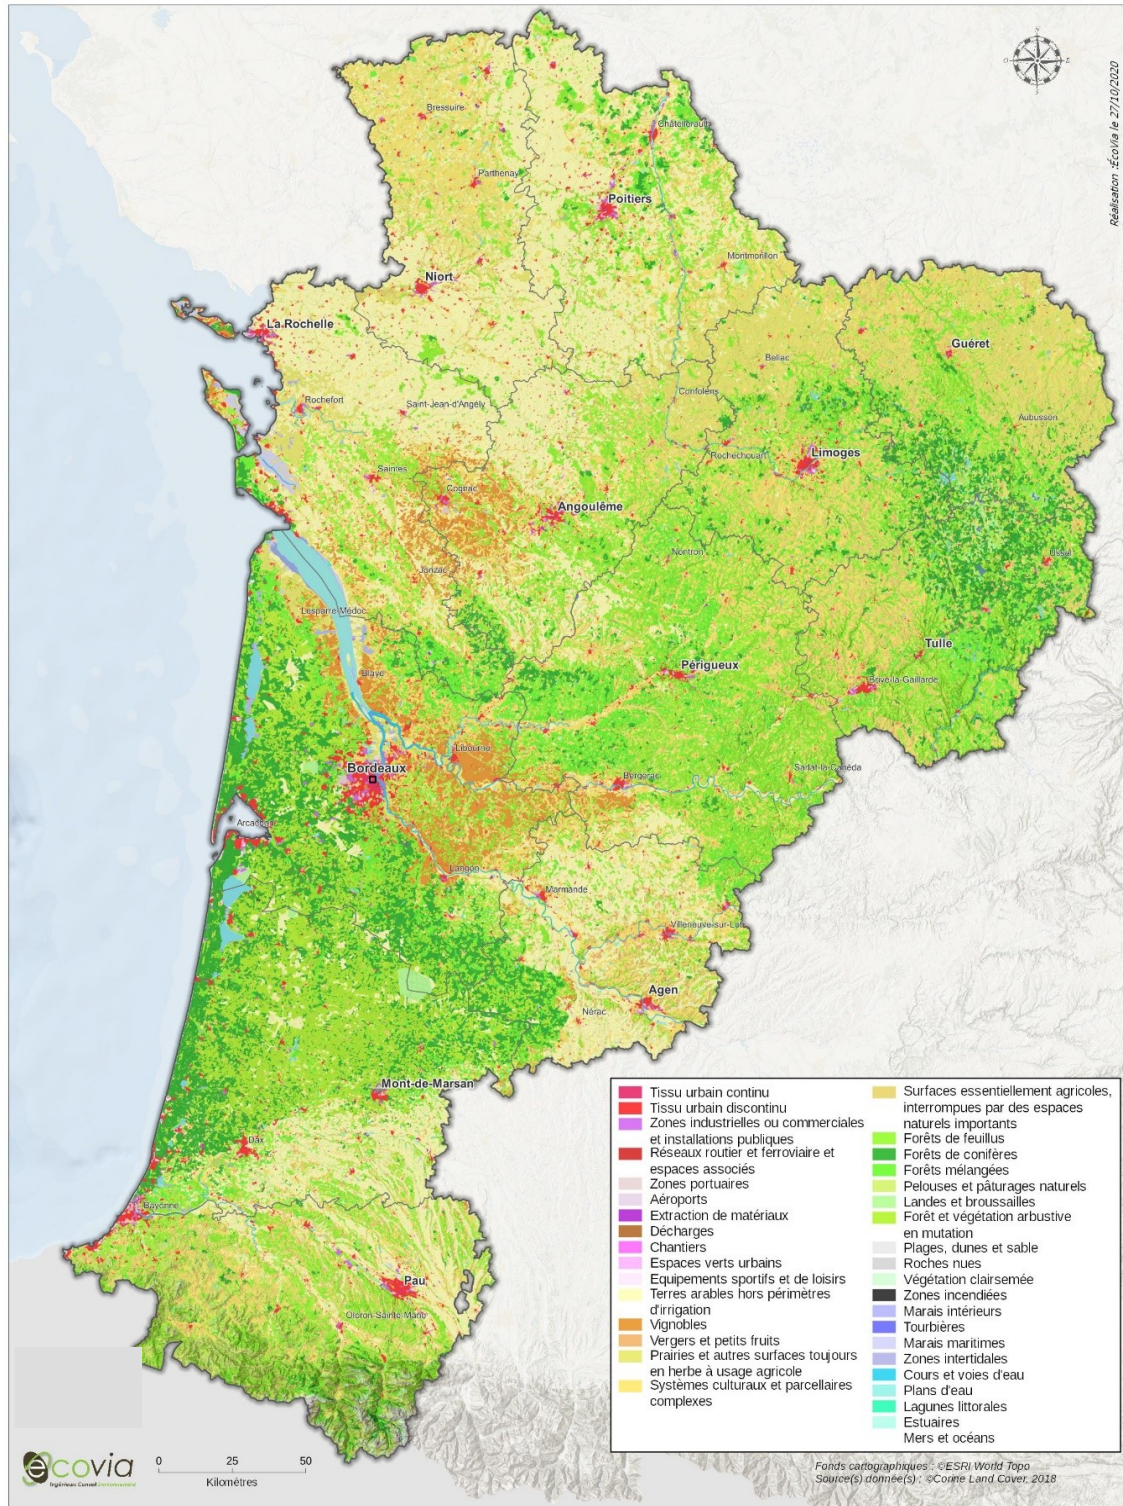 N
O
E
S
Réalisation :ÉcoVia le 27/10/2020
Bressuire
Châtellerault
Parthenay
Poitiers
Montmorillon
Niort
La Rochelle
Guéret
Bellac
Confolens
Rochefort
Saint-Jean-d'Angély
Aubusson
Rochechouart
Limoges
Saintes
Cognac
Angoulême
Nontron
Ussel
Jonzac
Lesparre-Médoc
Tulle
Périgueux
Brive-la-Gaillarde
Blaye
Libourne
Bordeaux
Bergerac
Sarlat-la-Canéda
Arcachon
Langon
Marmande
Villeneuve-sur-Lot
Agen
Nérac
Mont-de-Marsan
Dax
Bayonne
Pau
Oloron-Sainte-Marie
Tissu urbain continu
Tissu urbain discontinu
Zones industrielles ou commerciales
et installations publiques
Réseaux routier et ferroviaire et
espaces associés
Zones portuaires
Aéroports
Extraction de matériaux
Décharges
Chantiers
Espaces verts urbains
Equipements sportifs et de loisirs
Terres arables hors périmètres
d'irrigation
Vignobles
Vergers et petits fruits
Prairies et autres surfaces toujours
en herbe à usage agricole
Systèmes culturaux et parcellaires
complexes
Surfaces essentiellement agricoles,
interrompues par des espaces
naturels importants
Forêts de feuillus
Forêts de conifères
Forêts mélangées
Pelouses et pâturages naturels
Landes et broussailles
Forêt et végétation arbustive
en mutation
Plages, dunes et sable
Roches nues
Végétation clairsemée
Zones incendiées
Marais intérieurs
Tourbières
Marais maritimes
Zones intertidales
Cours et voies d'eau
Plans d'eau
Lagunes littorales
Estuaires
Mers et océans
écovia
Ingénieurs Conseil Environnement
0 25 50
Kilomètres
Fonds cartographiques : ©ESRI World Topo
Source(s) donnée(s) : ©Corine Land Cover, 2018